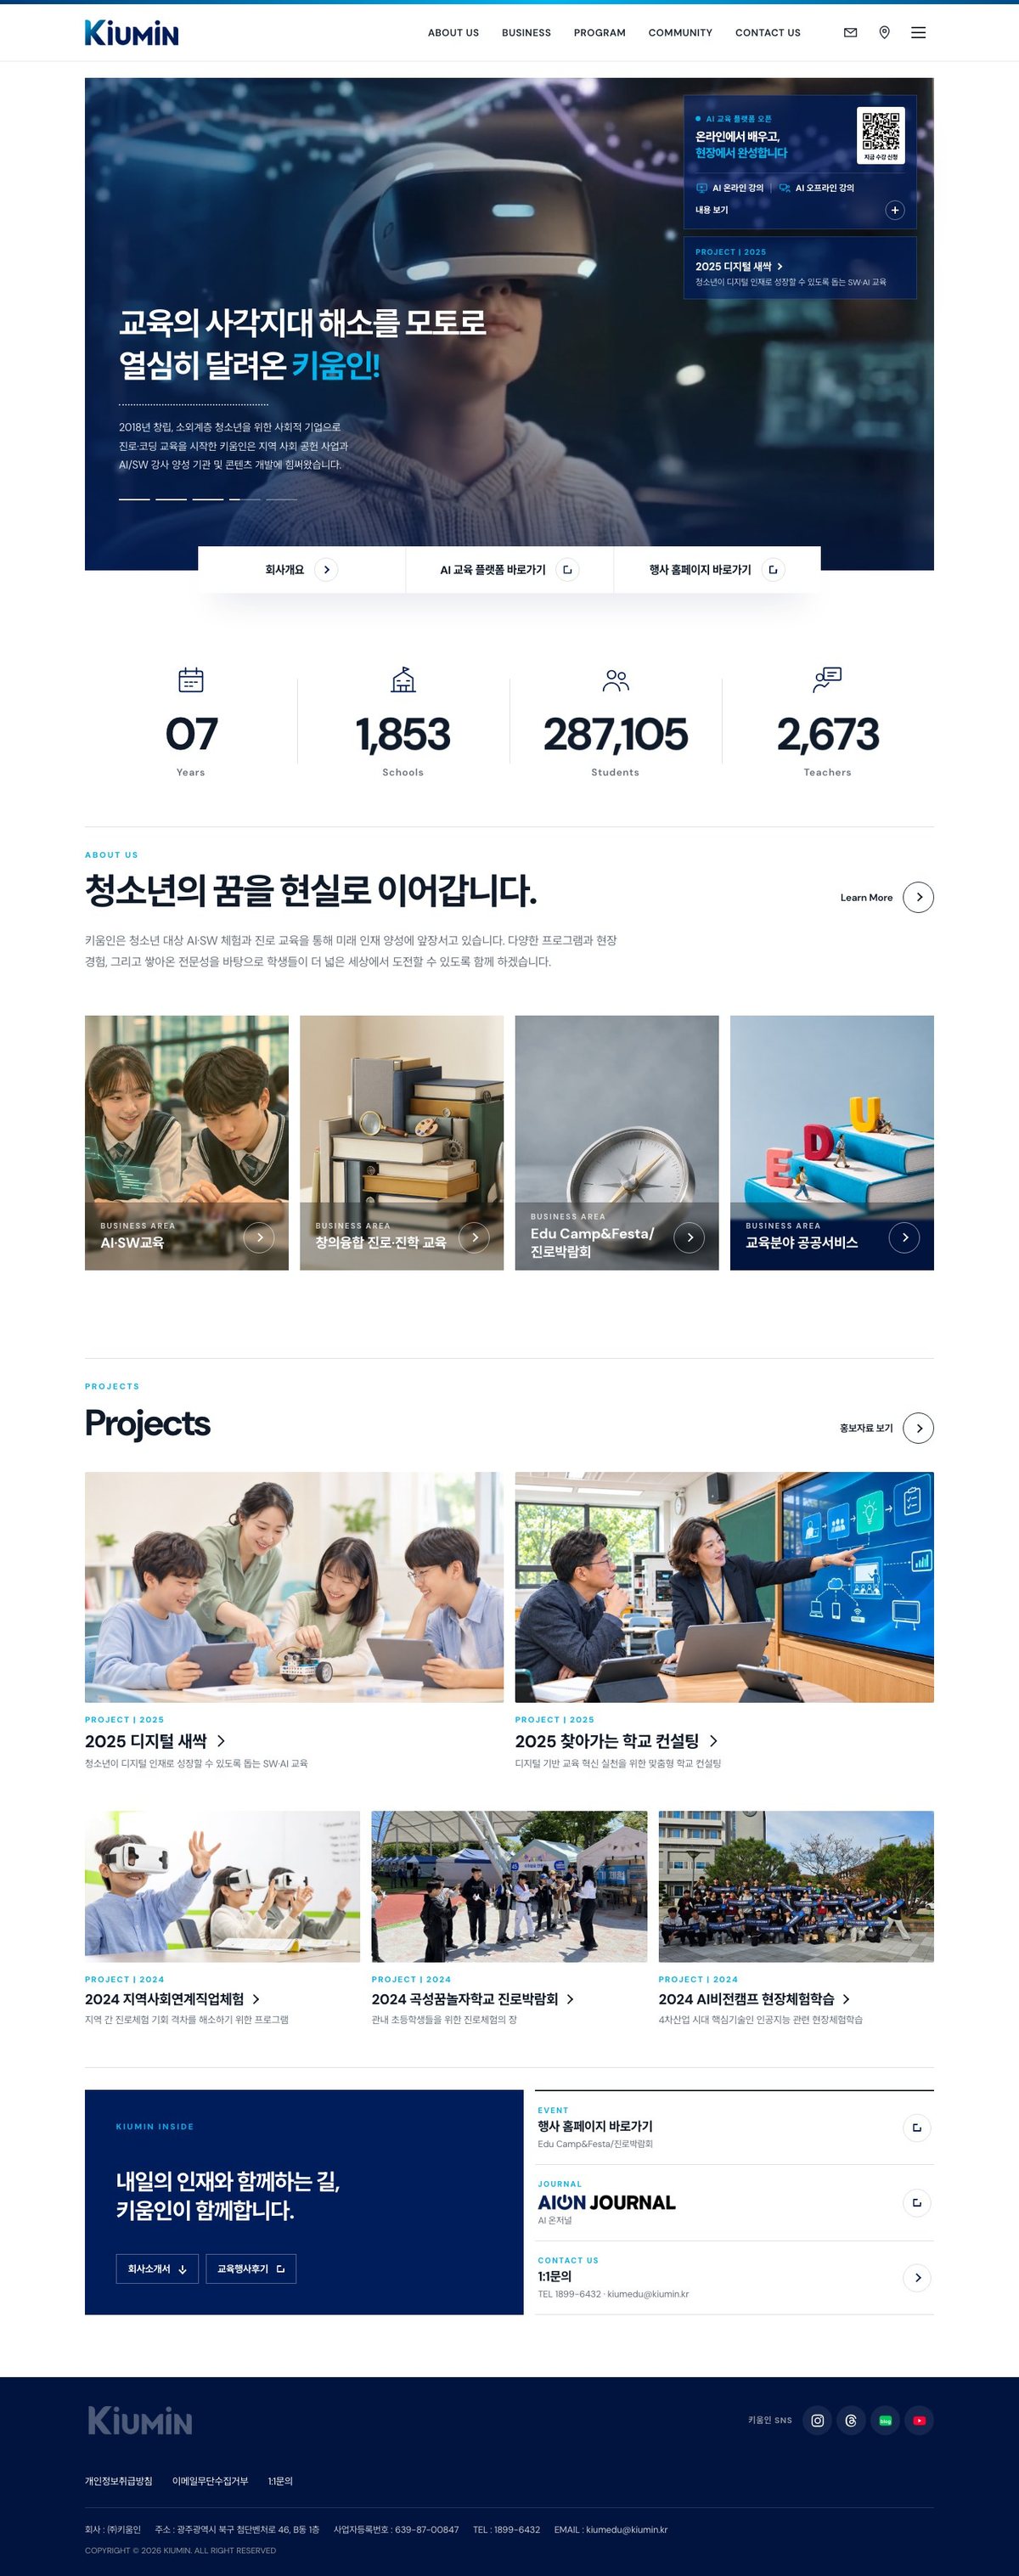 Kiumin
ABOUT US
BUSINESS
PROGRAM
COMMUNITY
CONTACT US
AI 교육 플랫폼 오픈
온라인에서 배우고,
현장에서 완성합니다
지금 수강 신청
AI 온라인 강의
AI 오프라인 강의
내용 보기
PROJECT | 2025
2025 디지털 새싹
청소년이 디지털 인재로 성장할 수 있도록 돕는 SW·AI 교육
교육의 사각지대 해소를 모토로
열심히 달려온 키움인!
2018년 창립, 소외계층 청소년을 위한 사회적 기업으로
진로·코딩 교육을 시작한 키움인은 지역 사회 공헌 사업과
AI/SW 강사 양성 기관 및 콘텐츠 개발에 힘써왔습니다.
회사개요
AI 교육 플랫폼 바로가기
행사 홈페이지 바로가기
07
Years
1,853
Schools
287,105
Students
2,673
Teachers
ABOUT US
청소년의 꿈을 현실로 이어갑니다.
Learn More
키움인은 청소년 대상 AI·SW 체험과 진로 교육을 통해 미래 인재 양성에 앞장서고 있습니다. 다양한 프로그램과 현장
경험, 그리고 쌓아온 전문성을 바탕으로 학생들이 더 넓은 세상에서 도전할 수 있도록 함께 하겠습니다.
BUSINESS AREA
AI·SW교육
BUSINESS AREA
창의융합 진로·진학 교육
BUSINESS AREA
Edu Camp&Festa/
진로박람회
E D U
BUSINESS AREA
교육분야 공공서비스
PROJECTS
Projects
홍보자료 보기
PROJECT | 2025
2025 디지털 새싹
청소년이 디지털 인재로 성장할 수 있도록 돕는 SW·AI 교육
PROJECT | 2025
2025 찾아가는 학교 컨설팅
디지털 기반 교육 혁신 실천을 위한 맞춤형 학교 컨설팅
PROJECT | 2024
2024 지역사회연계직업체험
지역 간 진로체험 기회 격차를 해소하기 위한 프로그램
PROJECT | 2024
2024 곡성꿈놀자학교 진로박람회
관내 초등학생들을 위한 진로체험의 장
PROJECT | 2024
2024 AI비전캠프 현장체험학습
4차산업 시대 핵심기술인 인공지능 관련 현장체험학습
KIUMIN INSIDE
내일의 인재와 함께하는 길,
키움인이 함께합니다.
회사소개서
교육행사후기
EVENT
행사 홈페이지 바로가기
Edu Camp&Festa/진로박람회
JOURNAL
AION JOURNAL
AI 온저널
CONTACT US
1:1문의
TEL 1899-6432 · kiumedu@kiumin.kr
Kiumin
키움인 SNS
blog
개인정보취급방침
이메일무단수집거부
1:1문의
회사 : ㈜키움인
주소 : 광주광역시 북구 첨단벤처로 46, B동 1층
사업자등록번호 : 639-87-00847
TEL : 1899-6432
EMAIL : kiumedu@kiumin.kr
COPYRIGHT © 2026 KIUMIN. ALL RIGHT RESERVED